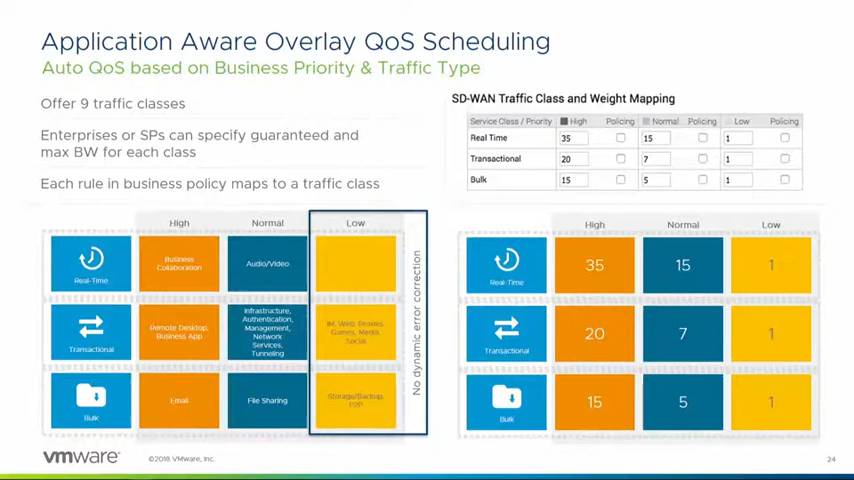 Application Aware Overlay QoS Scheduling
Auto QoS based on Business Priority & Traffic Type
Offer 9 traffic classes
Enterprises or SPs can specify guaranteed and
max BW for each class
Each rule in business policy maps to a traffic class
SD-WAN Traffic Class and Weight Mapping
Service Class / Priority High Policing Normal Policing Low Policing
Real Time 35 15 1
Transactional 20 7 1
Bulk 15 5 1
High Normal Low
Real-Time
Business
Collaboration
Audio/Video
Transactional
Remote Desktop,
Business App
Infrastructure,
Authentication,
Management,
Network
Services,
Tunneling
IM, Web, Proxies,
Games, Media,
Social
Bulk
Email
File Sharing
Storage/Backup,
P2P
No dynamic error correction
High Normal Low
Real-Time 35 15 1
Transactional 20 7 1
Bulk 15 5 1
vmware®
©2018 VMware, Inc.
24